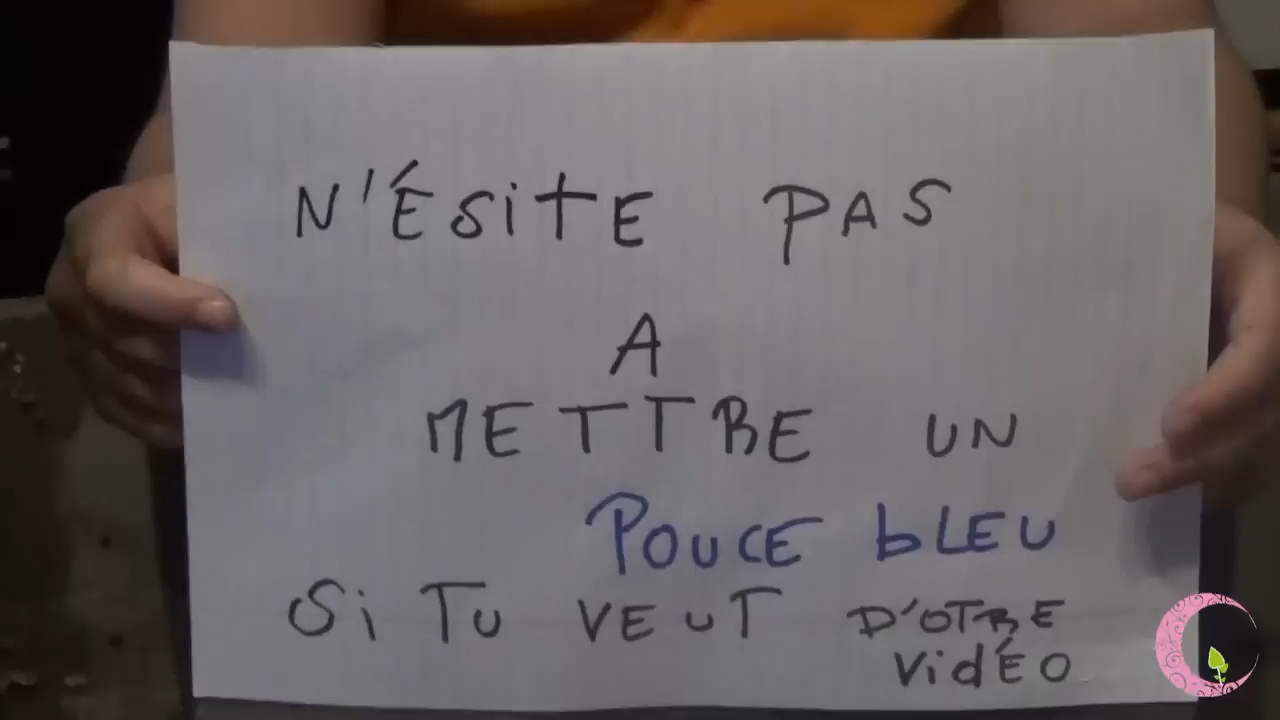 N'ÉSITE PAS
A
METTRE UN
POUCE bLEU
Si TU VEUT D'OTRE
ViDÉO